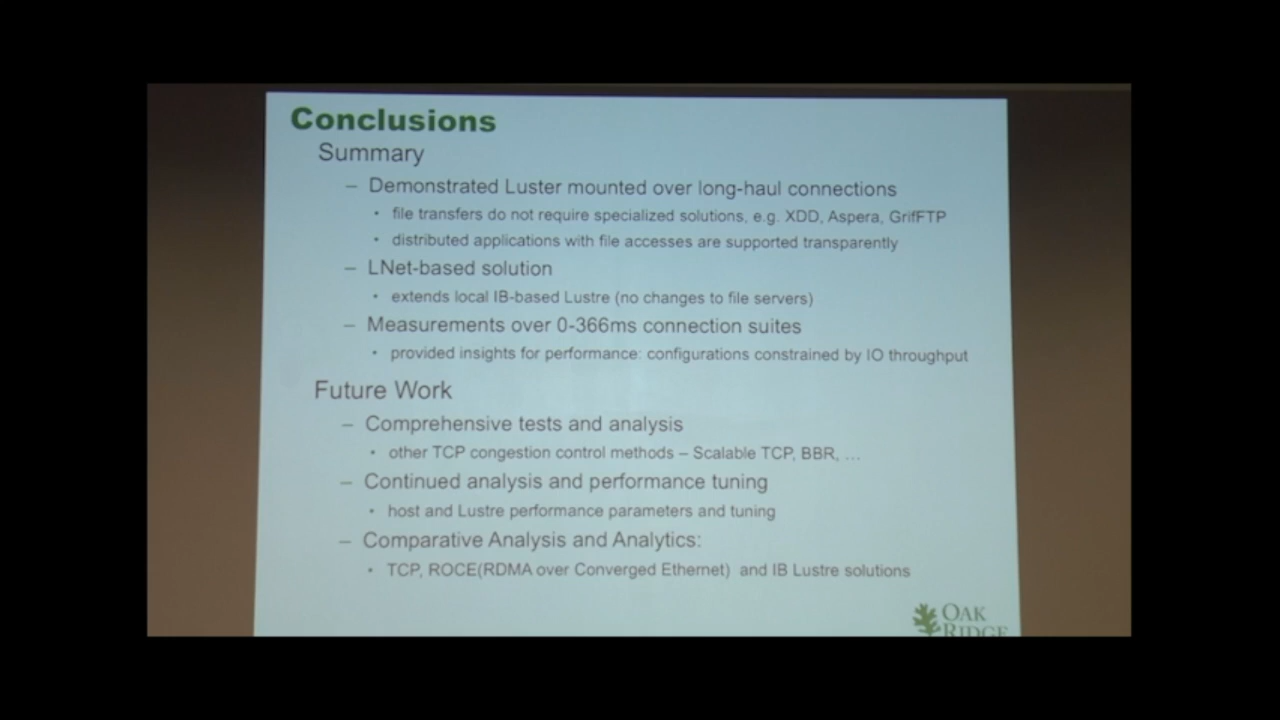 Conclusions
Summary
– Demonstrated Luster mounted over long-haul connections
• file transfers do not require specialized solutions, e.g. XDD, Aspera, GrifFTP
• distributed applications with file accesses are supported transparently
– LNet-based solution
• extends local IB-based Lustre (no changes to file servers)
– Measurements over 0-366ms connection suites
• provided insights for performance: configurations constrained by IO throughput
Future Work
– Comprehensive tests and analysis
• other TCP congestion control methods – Scalable TCP, BBR, …
– Continued analysis and performance tuning
• host and Lustre performance parameters and tuning
– Comparative Analysis and Analytics:
• TCP, ROCE(RDMA over Converged Ethernet) and IB Lustre solutions
OAK
RIDGE